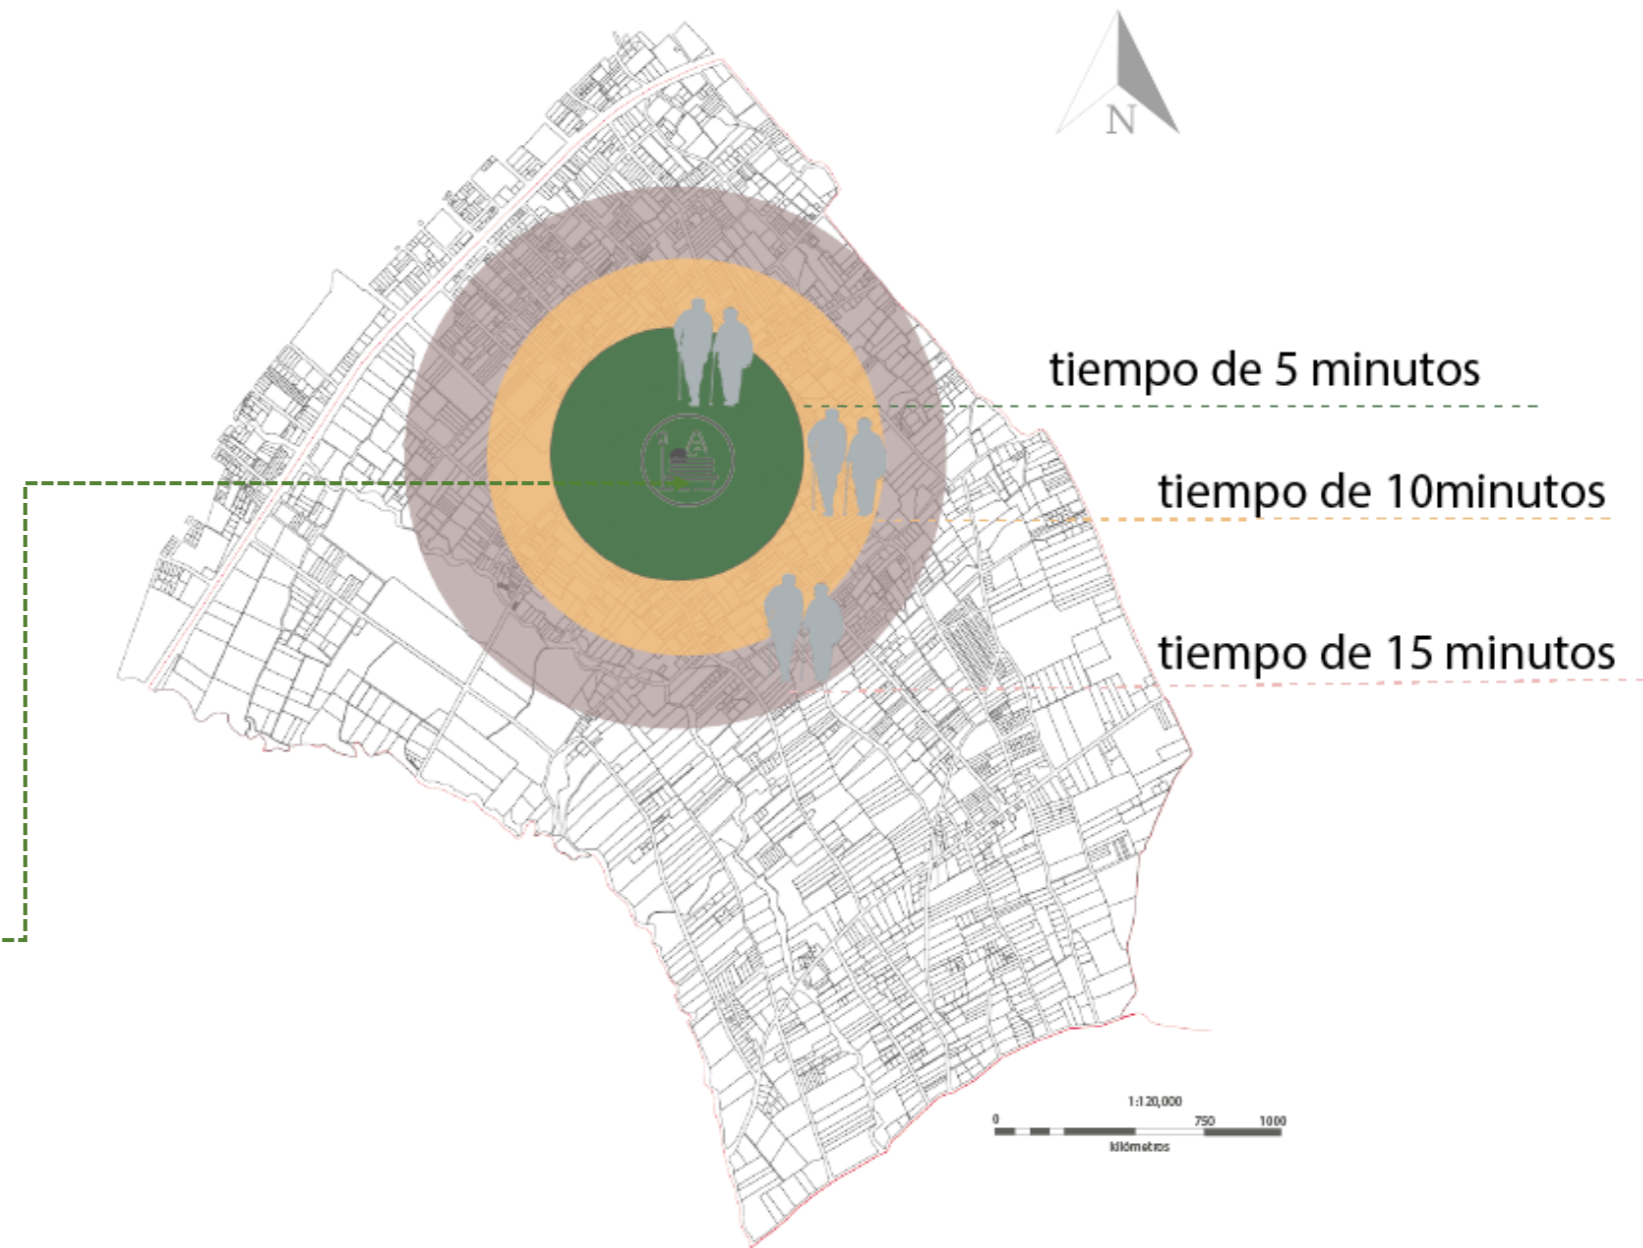 N
tiempo de 5 minutos
tiempo de 10minutos
tiempo de 15 minutos
1:120,000
0 750 1000
kilómetros